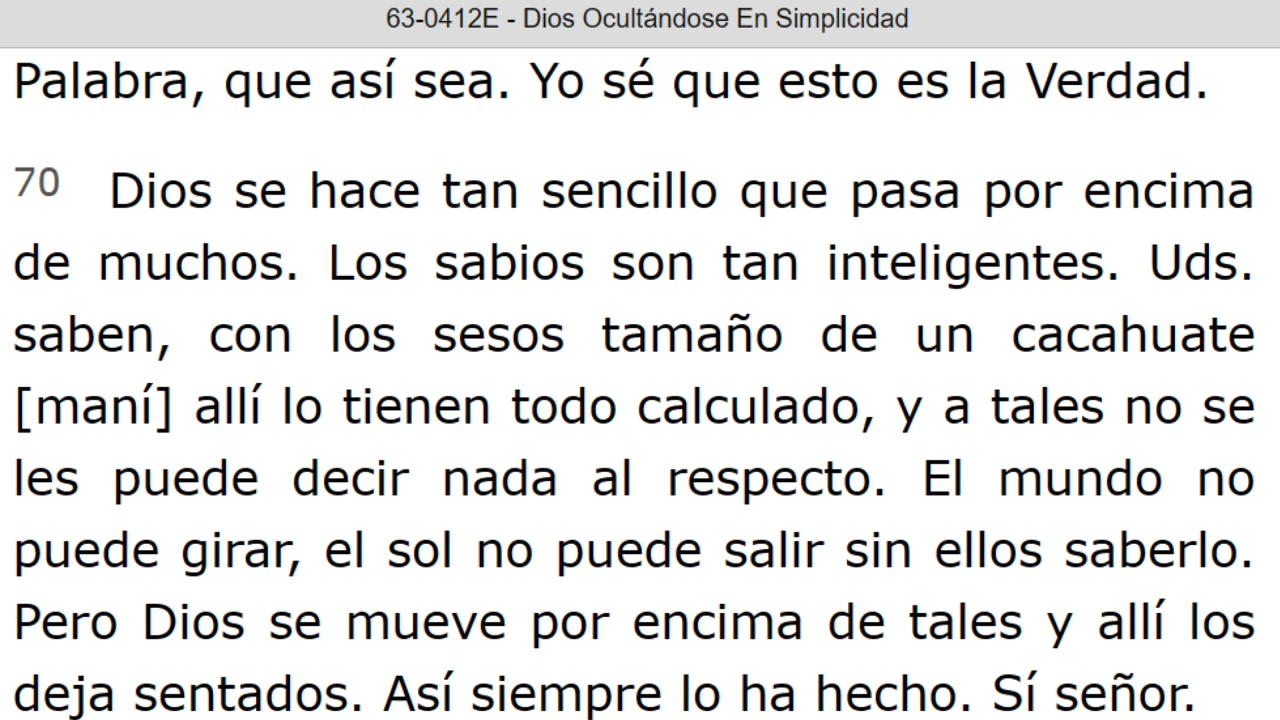 63-0412E - Dios Ocultándose En Simplicidad
Palabra, que así sea. Yo sé que esto es la Verdad.
70 Dios se hace tan sencillo que pasa por encima
de muchos. Los sabios son tan inteligentes. Uds.
saben, con los sesos tamaño de un cacahuate
[maní] allí lo tienen todo calculado, y a tales no se
les puede decir nada al respecto. El mundo no
puede girar, el sol no puede salir sin ellos saberlo.
Pero Dios se mueve por encima de tales y allí los
deja sentados. Así siempre lo ha hecho. Sí señor.